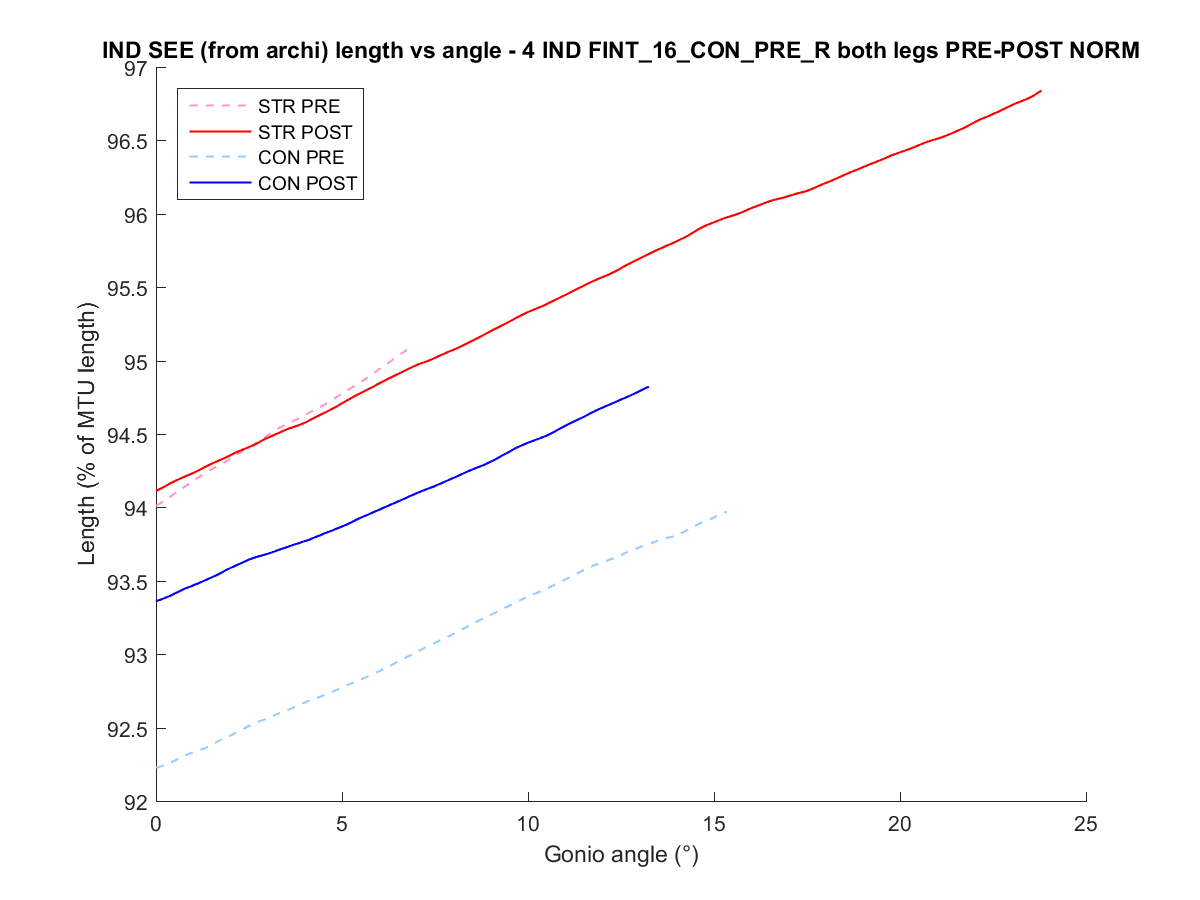 IND SEE (from archi) length vs angle - 4 IND FINT_16_CON_PRE_R both legs PRE-POST NORM
STR PRE
STR POST
CON PRE
CON POST
Length (% of MTU length)
97
96.5
96
95.5
95
94.5
94
93.5
93
92.5
92
0 5 10 15 20 25
Gonio angle (°)